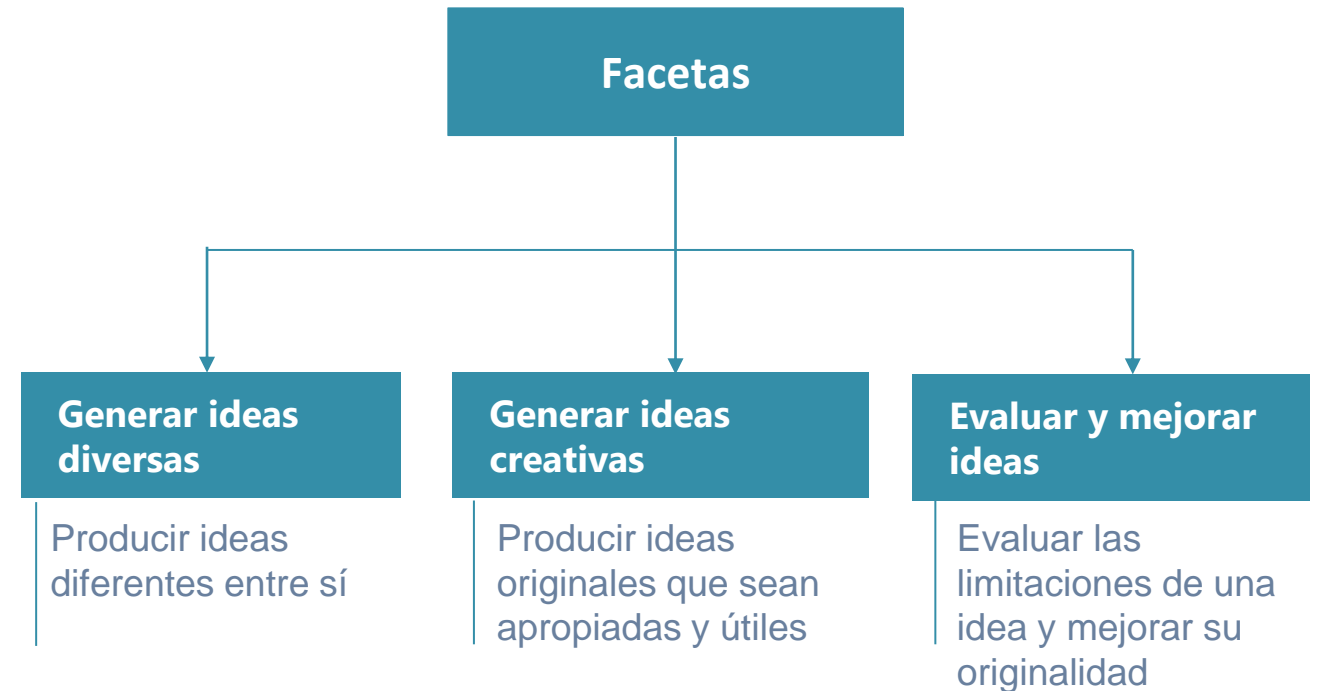 Facetas
Generar ideas
diversas
Producir ideas
diferentes entre sí
Generar ideas
creativas
Producir ideas
originales que sean
apropiadas y útiles
Evaluar y mejorar
ideas
Evaluar las
limitaciones de una
idea y mejorar su
originalidad